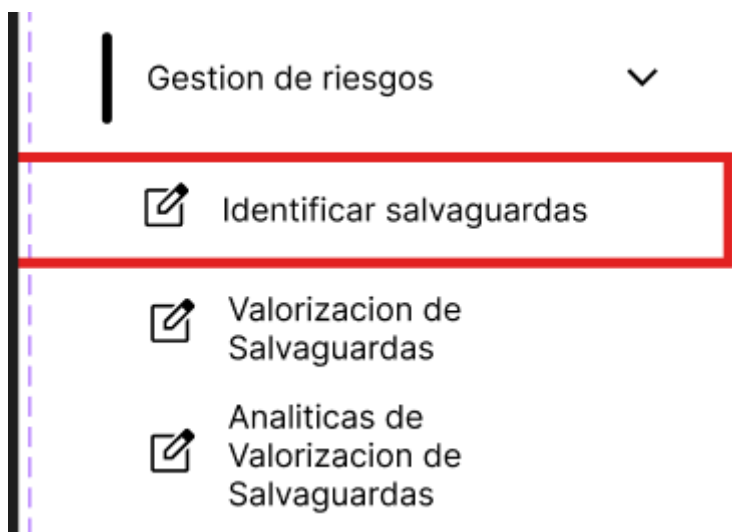 Gestion de riesgos
Identificar salvaguardas
Valorizacion de
Salvaguardas
Analiticas de
Valorizacion de
Salvaguardas